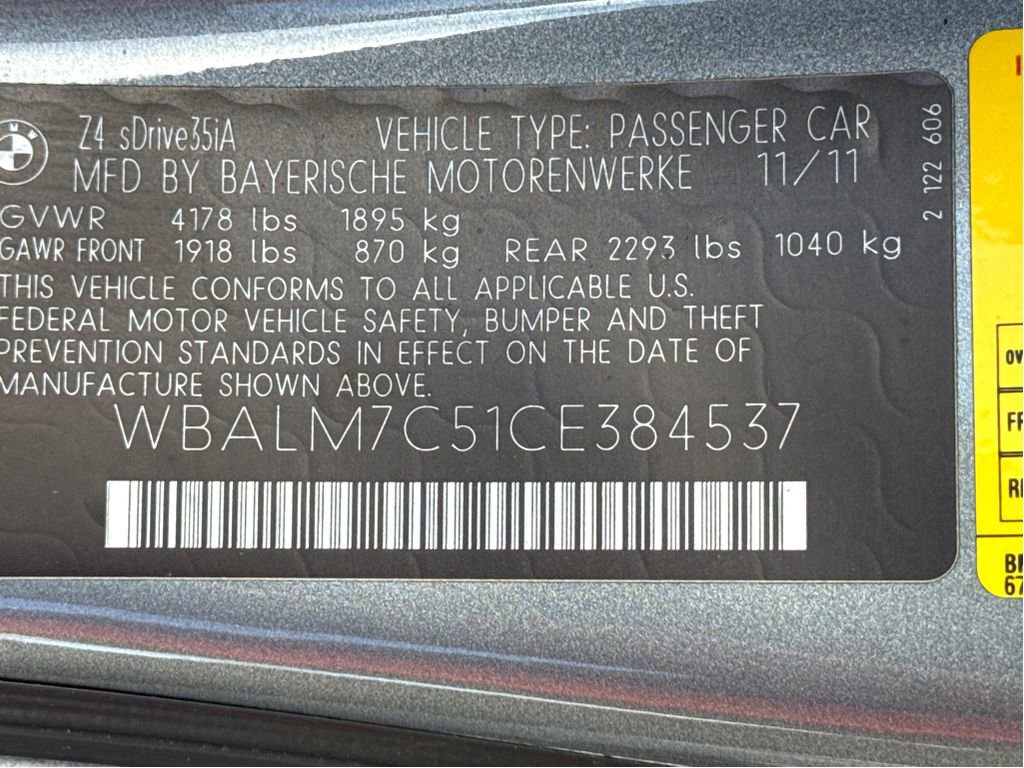 Z4 sDrive35iA VEHICLE TYPE: PASSENGER CAR
MFD BY BAYERISCHE MOTORENWERKE 11/11
GVWR 4178 lbs 1895 kg
GAWR FRONT 1918 lbs 870 kg REAR 2293 lbs 1040 kg
THIS VEHICLE CONFORMS TO ALL APPLICABLE U.S.
FEDERAL MOTOR VEHICLE SAFETY, BUMPER AND THEFT
PREVENTION STANDARDS IN EFFECT ON THE DATE OF
MANUFACTURE SHOWN ABOVE.
WBALM7C51CE384537
2 122 606